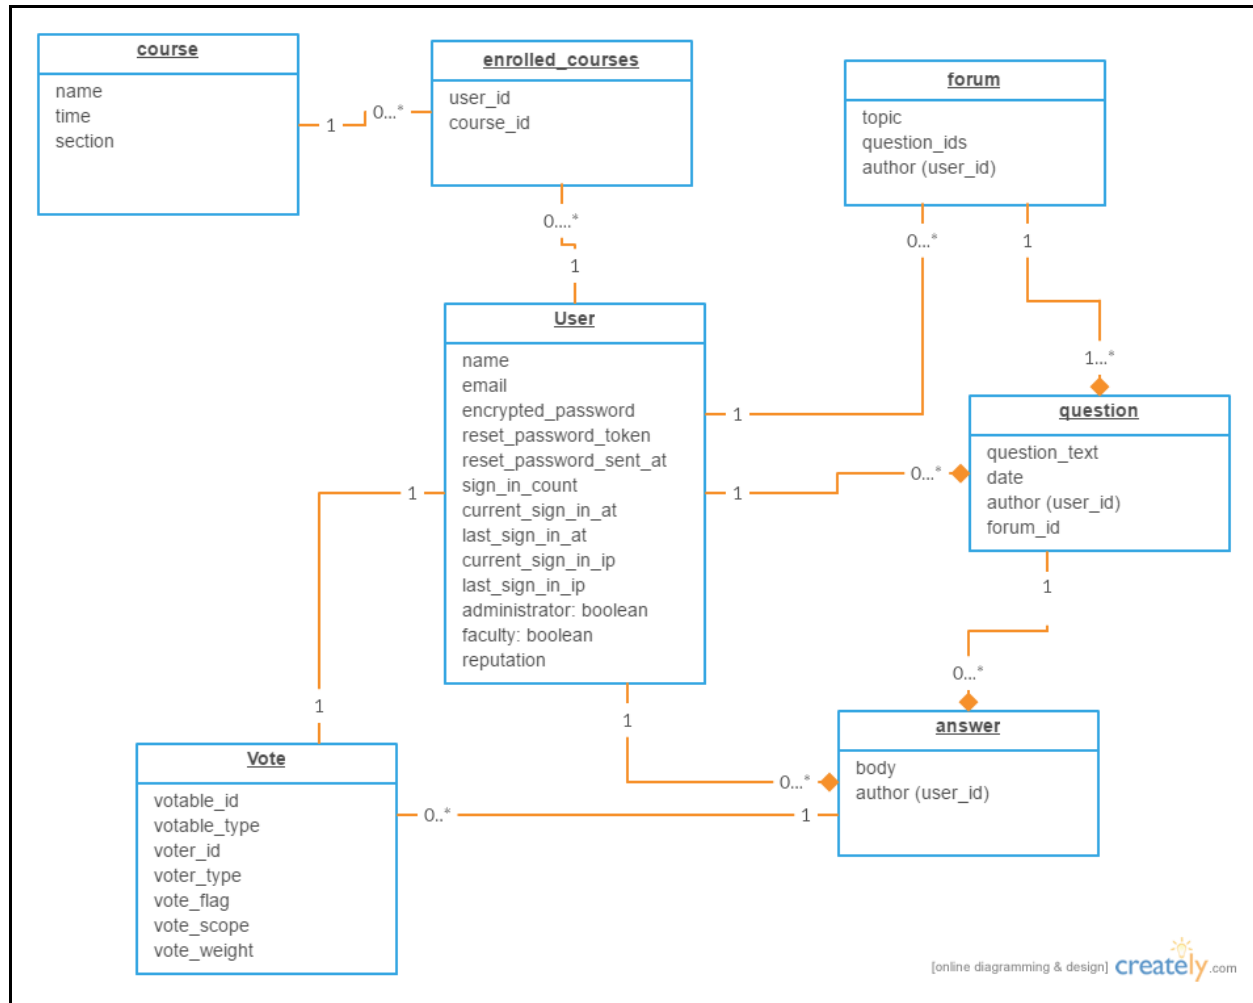 course
name
time
section
1
0...*
enrolled_courses
user_id
course_id
0....*
1
forum
topic
question_ids
author (user_id)
0...*
1
1...*
User
name
email
encrypted_password
reset_password_token
reset_password_sent_at
sign_in_count
current_sign_in_at
last_sign_in_at
current_sign_in_ip
last_sign_in_ip
administrator: boolean
faculty: boolean
reputation
1
1
0...*
1
1
question
question_text
date
author (user_id)
forum_id
1
0...*
1
0...*
answer
body
author (user_id)
Vote
votable_id
votable_type
voter_id
voter_type
vote_flag
vote_scope
vote_weight
0..*
1
[online diagramming & design] creately.com